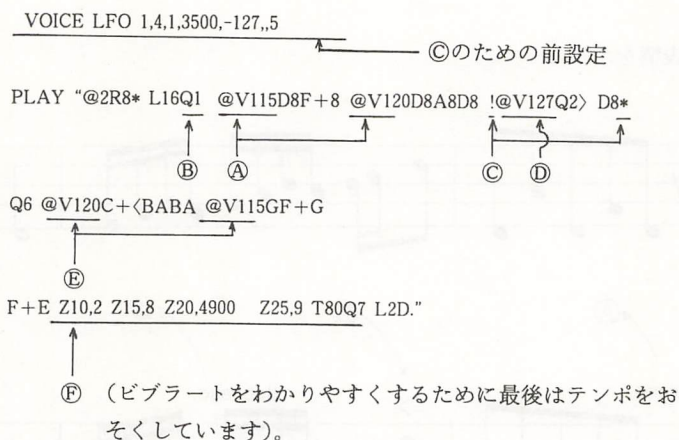 VOICE LFO 1,4,1,3500,-127,,5
Ⓒのための前設定
PLAY “@2R8* L16Q1 @V115D8F+8 @V120D8A8D8 !@V127Q2〉 D8*
Ⓑ Ⓐ Ⓒ Ⓓ
Q6 @V120C+〈BABA @V115GF+G
Ⓔ
F+E Z10,2 Z15,8 Z20,4900 Z25,9 T80Q7 L2D.”
Ⓕ （ビブラートをわかりやすくするために最後はテンポをお
そくしています）。